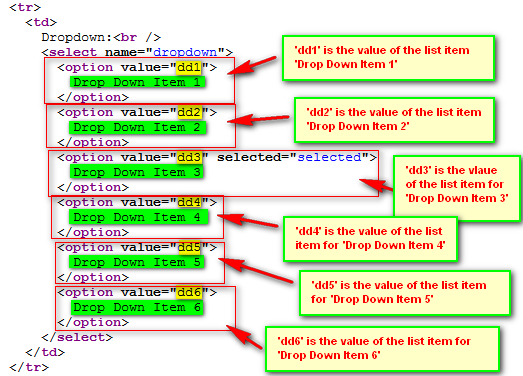 <tr>
<td>
Dropdown:<br />
<select name="dropdown">
<option value="dd1">
Drop Down Item 1
</option>
<option value="dd2">
Drop Down Item 2
</option>
<option value="dd3" selected="selected">
Drop Down Item 3
</option>
<option value="dd4">
Drop Down Item 4
</option>
<option value="dd5">
Drop Down Item 5
</option>
<option value="dd6">
Drop Down Item 6
</option>
</select>
</td>
</tr>
'dd1' is the value of the list item
'Drop Down Item 1'
'dd2' is the value of the list item
'Drop Down Item 2'
'dd3' is the vlaue
of the list item for
'Drop Down Item 3'
'dd4' is the value of the list
item for 'Drop Down Item 4'
'dd5' is the value of the list item
for 'Drop Down Item 5'
'dd6' is the value of the list item for
'Drop Down Item 6'